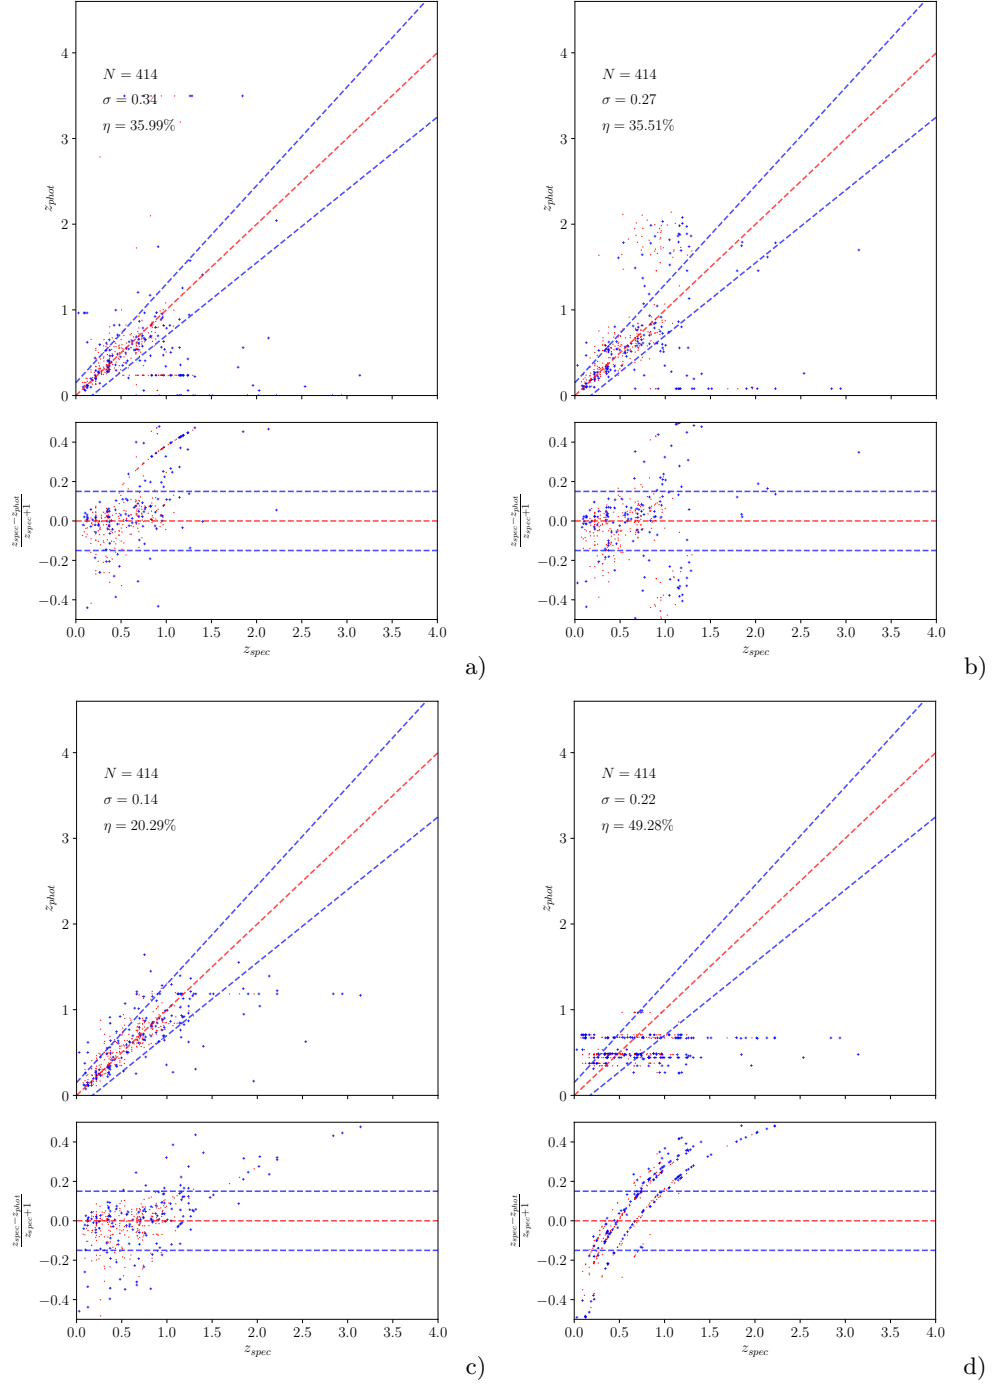 4
3
2
1
0
z_phot
N = 414
σ = 0.34
η = 35.99%
0.4
0.2
0.0
−0.2
−0.4
z_spec−z_phot
z_spec+1
0.0 0.5 1.0 1.5 2.0 2.5 3.0 3.5 4.0
z_spec
a)
4
3
2
1
0
z_phot
N = 414
σ = 0.27
η = 35.51%
0.4
0.2
0.0
−0.2
−0.4
z_spec−z_phot
z_spec+1
0.0 0.5 1.0 1.5 2.0 2.5 3.0 3.5 4.0
z_spec
b)
4
3
2
1
0
z_phot
N = 414
σ = 0.14
η = 20.29%
0.4
0.2
0.0
−0.2
−0.4
z_spec−z_phot
z_spec+1
0.0 0.5 1.0 1.5 2.0 2.5 3.0 3.5 4.0
z_spec
c)
4
3
2
1
0
z_phot
N = 414
σ = 0.22
η = 49.28%
0.4
0.2
0.0
−0.2
−0.4
z_spec−z_phot
z_spec+1
0.0 0.5 1.0 1.5 2.0 2.5 3.0 3.5 4.0
z_spec
d)